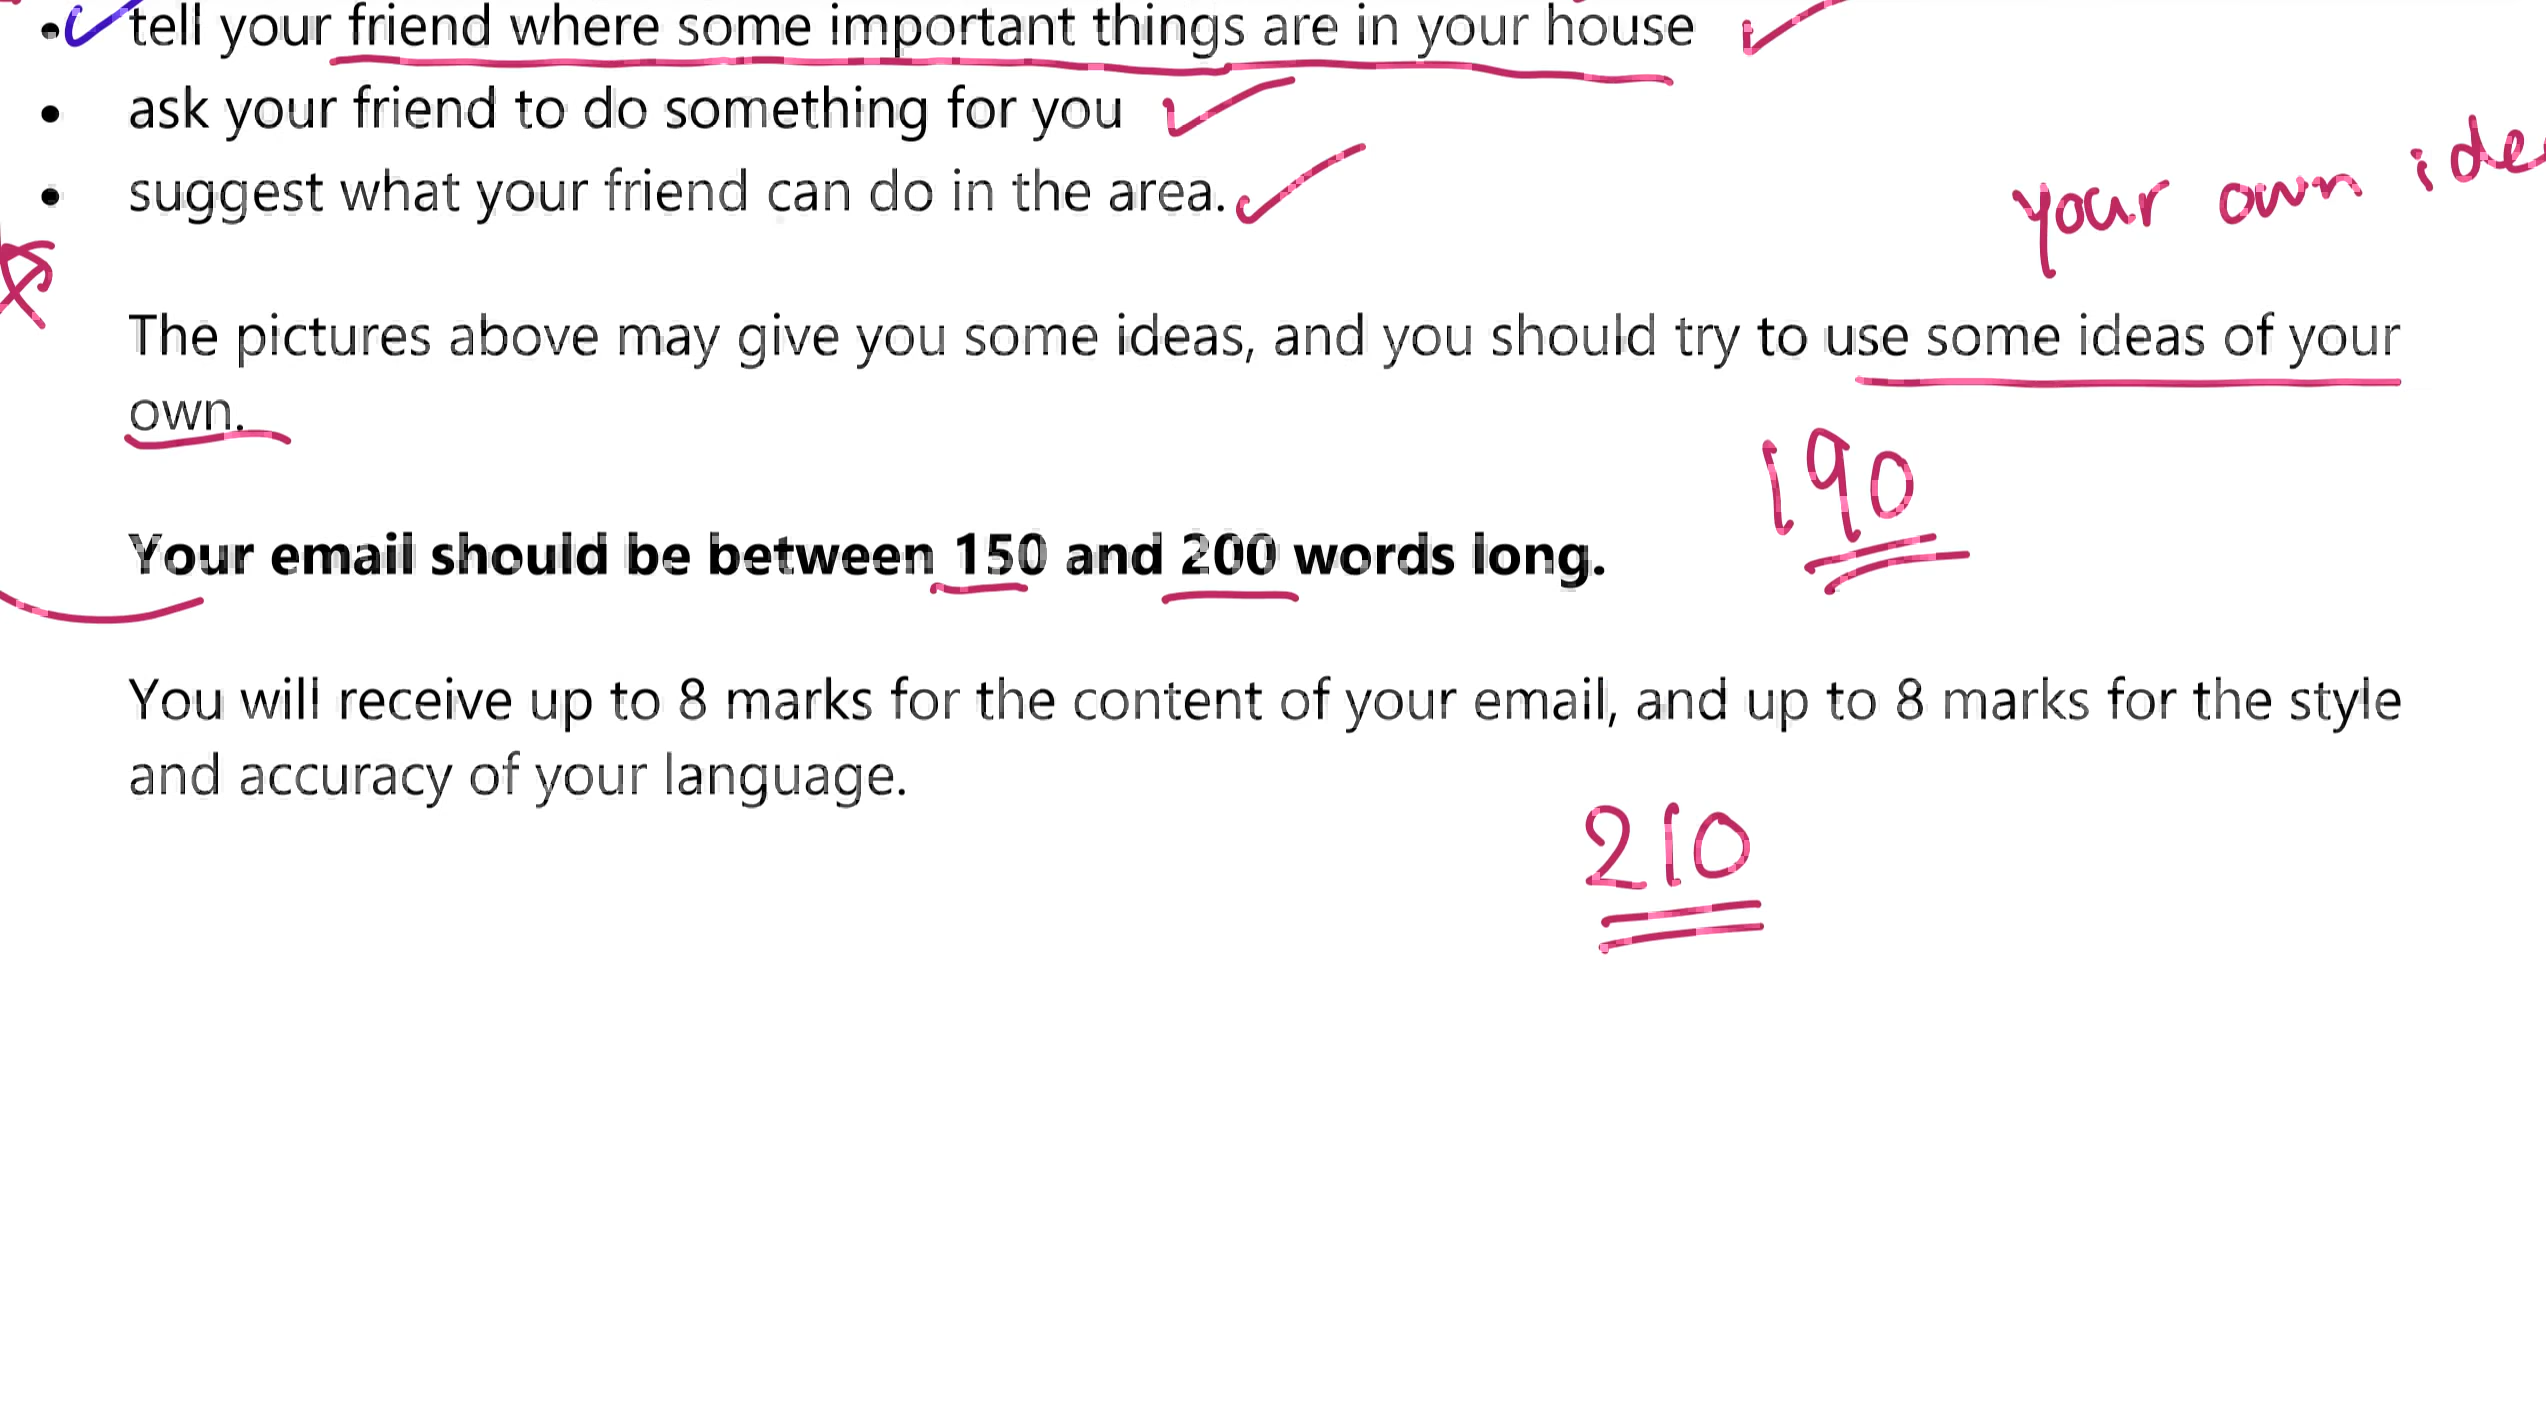 • tell your friend where some important things are in your house
• ask your friend to do something for you
• suggest what your friend can do in the area.
your own
The pictures above may give you some ideas, and you should try to use some ideas of your
own.
190
Your email should be between 150 and 200 words long.
You will receive up to 8 marks for the content of your email, and up to 8 marks for the style
and accuracy of your language.
210